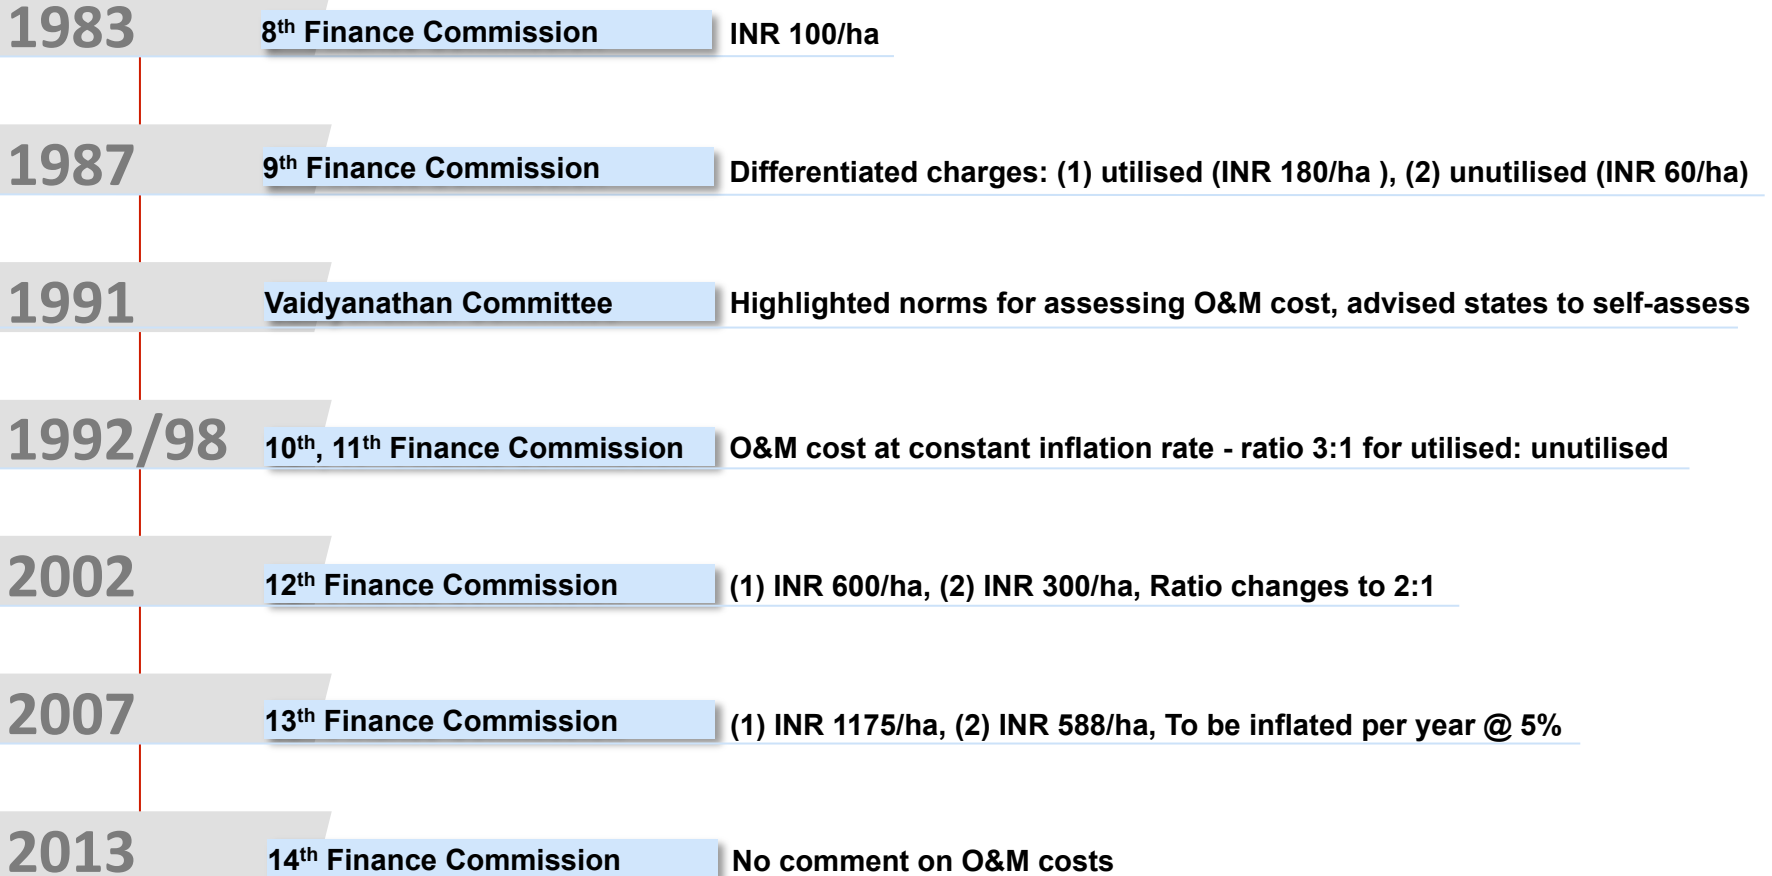 1983 8th Finance Commission INR 100/ha
1987 9th Finance Commission Differentiated charges: (1) utilised (INR 180/ha ), (2) unutilised (INR 60/ha)
1991 Vaidyanathan Committee Highlighted norms for assessing O&M cost, advised states to self-assess
1992/98 10th, 11th Finance Commission O&M cost at constant inflation rate - ratio 3:1 for utilised: unutilised
2002 12th Finance Commission (1) INR 600/ha, (2) INR 300/ha, Ratio changes to 2:1
2007 13th Finance Commission (1) INR 1175/ha, (2) INR 588/ha, To be inflated per year @ 5%
2013 14th Finance Commission No comment on O&M costs